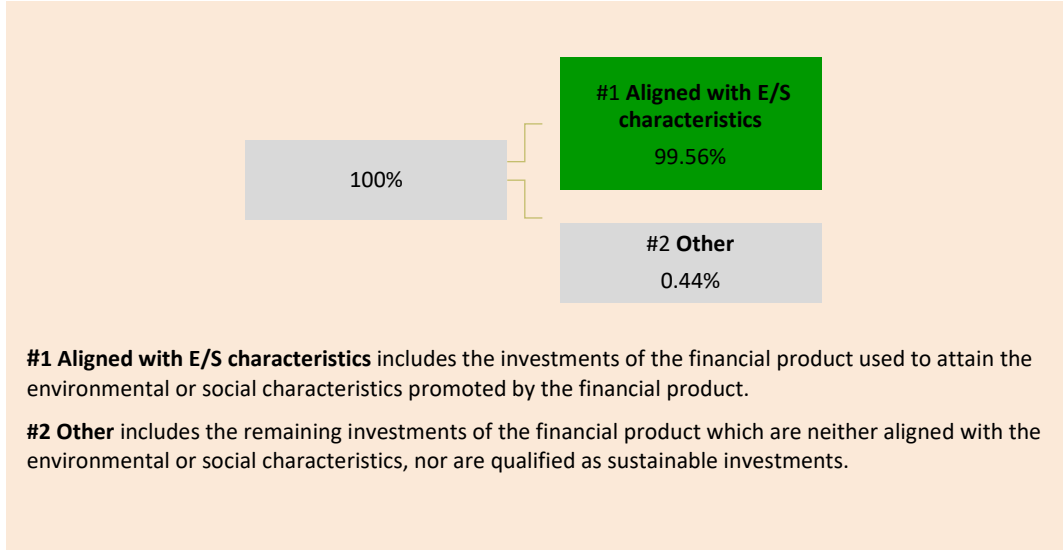 #1 Aligned with E/S
characteristics
99.56%
100%
#2 Other
0.44%
#1 Aligned with E/S characteristics includes the investments of the financial product used to attain the
environmental or social characteristics promoted by the financial product.
#2 Other includes the remaining investments of the financial product which are neither aligned with the
environmental or social characteristics, nor are qualified as sustainable investments.